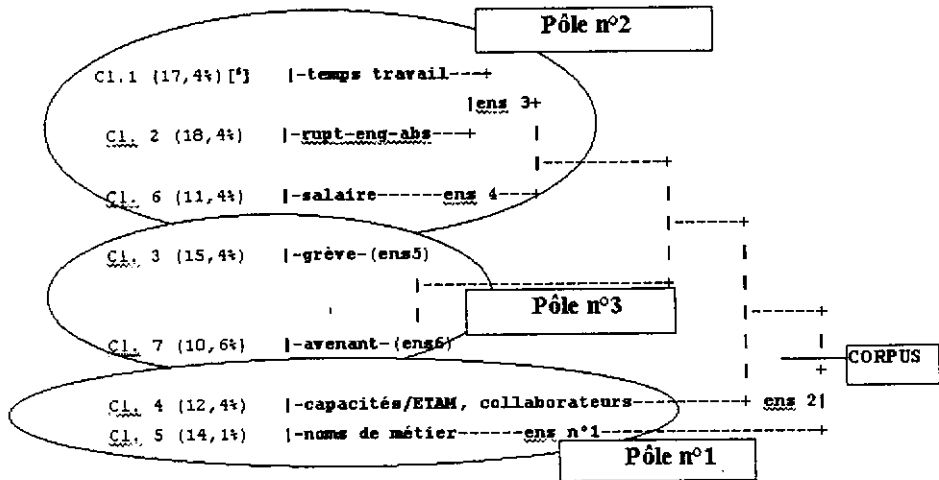 Pôle n°2
Cl.1 (17,4%)[⁶] |-temps travail---+
|ens 3+
Cl. 2 (18,4%) |-rupt-eng-abs----+ |
|-----------+
Cl. 6 (11,4%) |-salaire------ens 4---+ |
|-------+
Cl. 3 (15,4%) |-grève-(ens5) | |
|----------------------+
Pôle n°3
Cl. 7 (10,6%) |-avenant-(ens6)
CORPUS
Cl. 4 (12,4%) |-capacités/ETAM, collaborateurs-----------+ ens 2|
Cl. 5 (14,1%) |-noms de métier-----ens n°1---------------------+
Pôle n°1